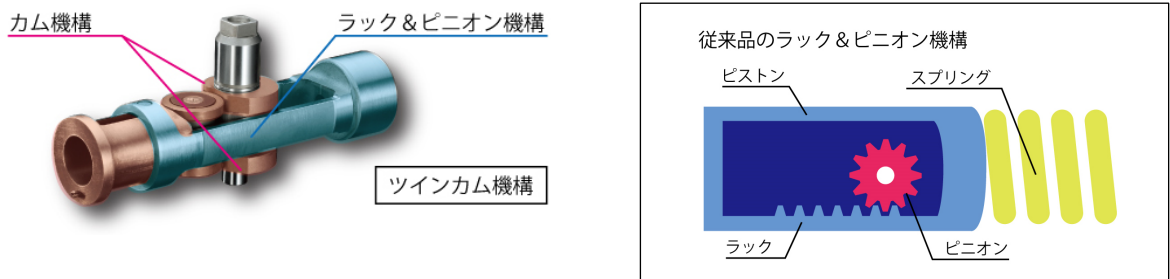 カム機構
ラック＆ピニオン機構
ツインカム機構
従来品のラック＆ピニオン機構
ピストン
スプリング
ラック
ピニオン